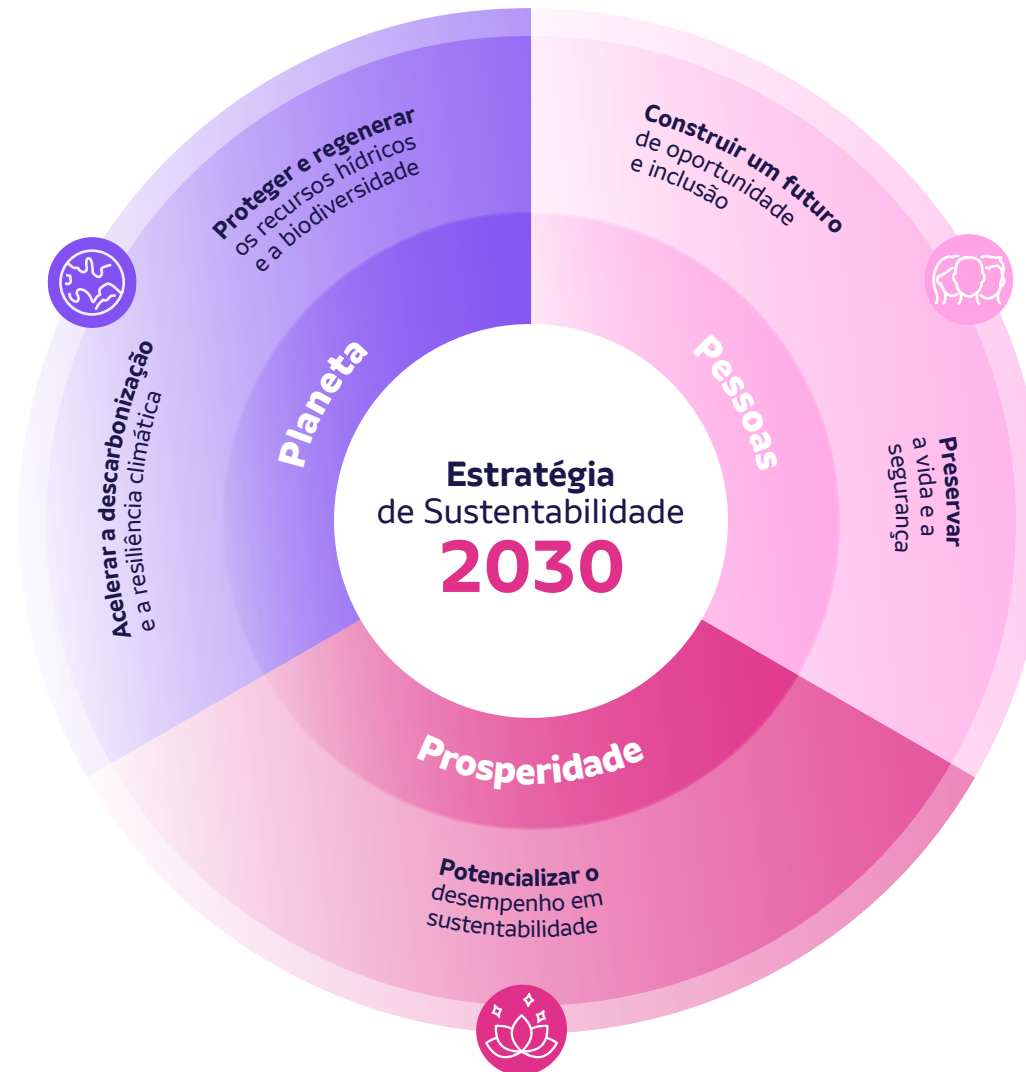 Estratégia
de Sustentabilidade
2030
Planeta
Proteger e regenerar
os recursos hídricos
e a biodiversidade
Acelerar a descarbonização
e a resiliência climática
Pessoas
Construir um futuro
de oportunidade
e inclusão
Preservar
a vida e a
segurança
Prosperidade
Potencializar o
desempenho em
sustentabilidade